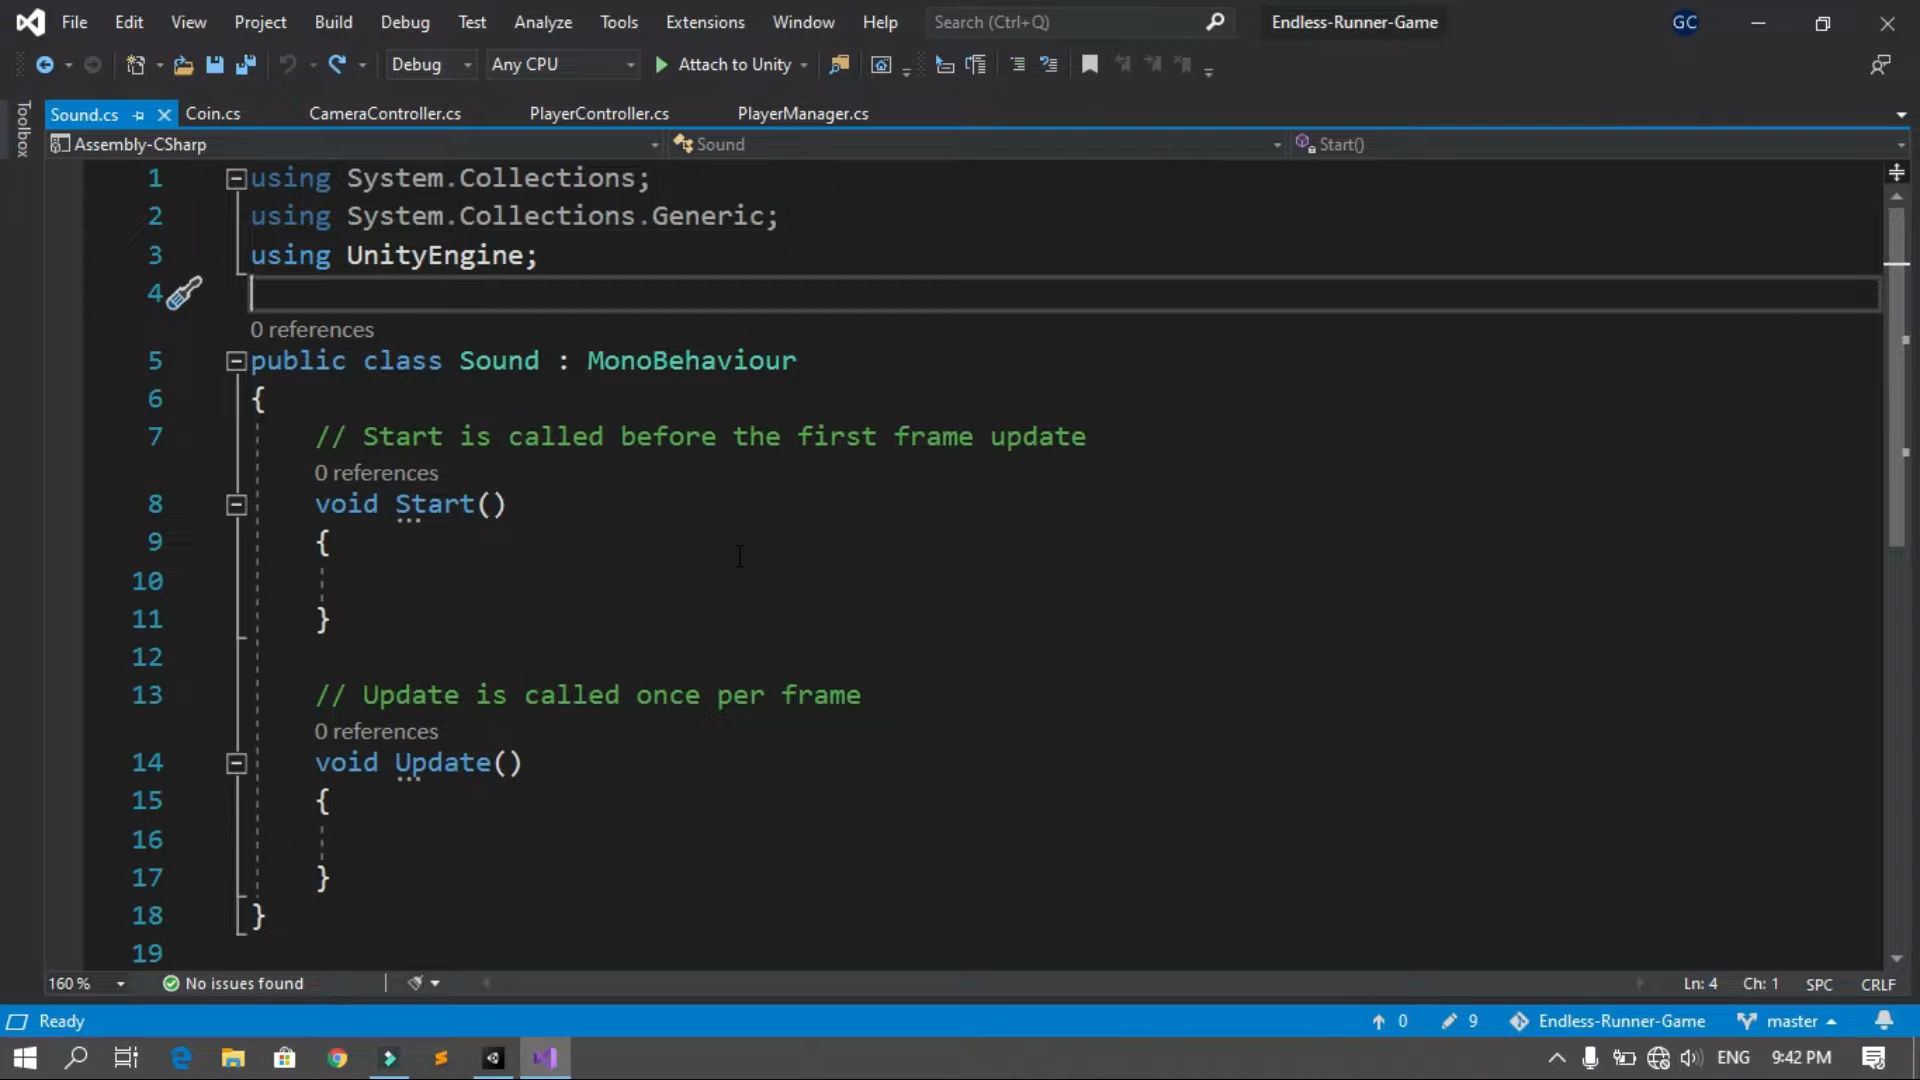 File Edit View Project Build Debug Test Analyze Tools Extensions Window Help Search (Ctrl+Q) Endless-Runner-Game GC
Debug Any CPU Attach to Unity
Toolbox
Sound.cs Coin.cs CameraController.cs PlayerController.cs PlayerManager.cs
Assembly-CSharp Sound Start()
1 using System.Collections;
2 using System.Collections.Generic;
3 using UnityEngine;
4
0 references
5 public class Sound : MonoBehaviour
6 {
7 // Start is called before the first frame update
0 references
8 void Start()
9 {
10
11 }
12
13 // Update is called once per frame
0 references
14 void Update()
15 {
16
17 }
18 }
19
160 % No issues found Ln: 4 Ch: 1 SPC CRLF
Ready 0 9 Endless-Runner-Game master
ENG 9:42 PM